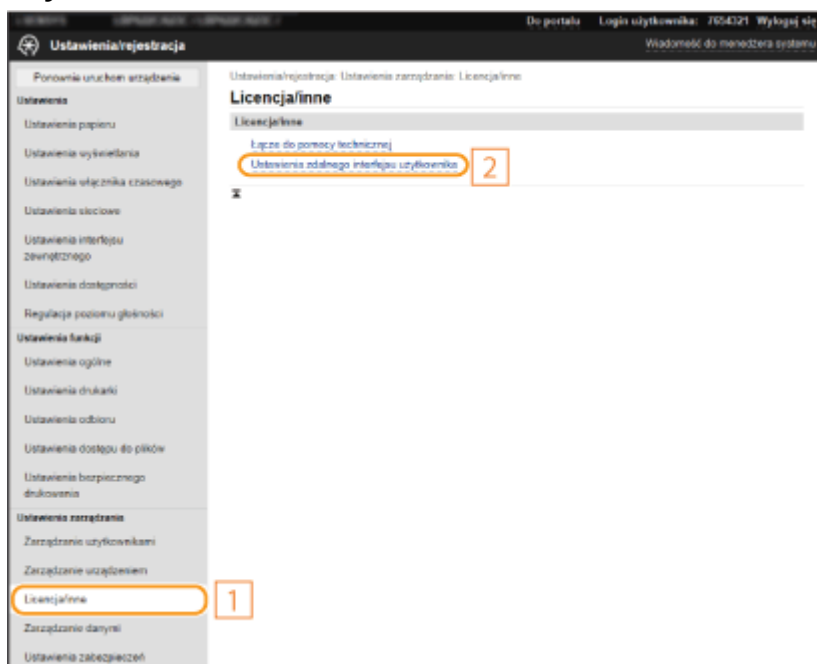 Do portalu Login użytkownika: 7654321 Wyloguj się
Ustawienia/rejestracja
Wiadomość do menedżera systemu
Ponownie uruchom urządzenie
Ustawienia
Ustawienia papieru
Ustawienia wyświetlania
Ustawienia włącznika czasowego
Ustawienia sieciowe
Ustawienia interfejsu
zewnętrznego
Ustawienia dostępności
Regulacja poziomu głośności
Ustawienia funkcji
Ustawienia ogólne
Ustawienia drukarki
Ustawienia odbioru
Ustawienia dostępu do plików
Ustawienia bezpiecznego
drukowania
Ustawienia zarządzania
Zarządzanie użytkownikami
Zarządzanie urządzeniem
Licencja/inne
1
Zarządzanie danymi
Ustawienia zabezpieczeń
Ustawienia/rejestracja: Ustawienia zarządzania: Licencja/inne
Licencja/inne
Licencja/inne
Łącze do pomocy technicznej
Ustawienia zdalnego interfejsu użytkownika
2